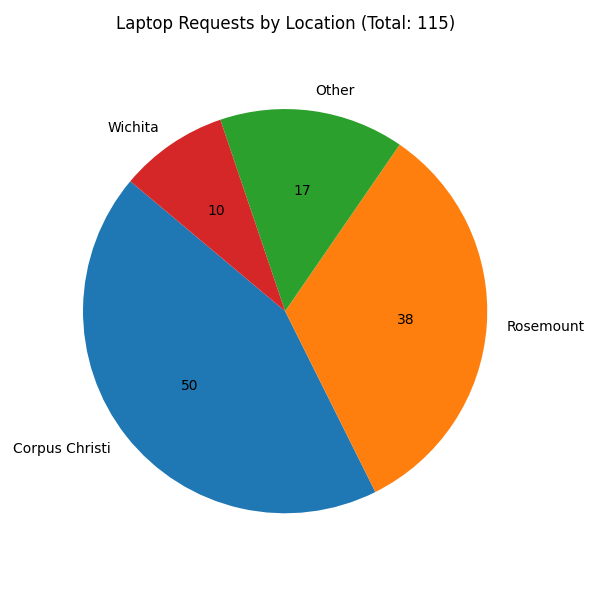 Laptop Requests by Location (Total: 115)
Other
Wichita
17
10
38
Rosemount
50
Corpus Christi